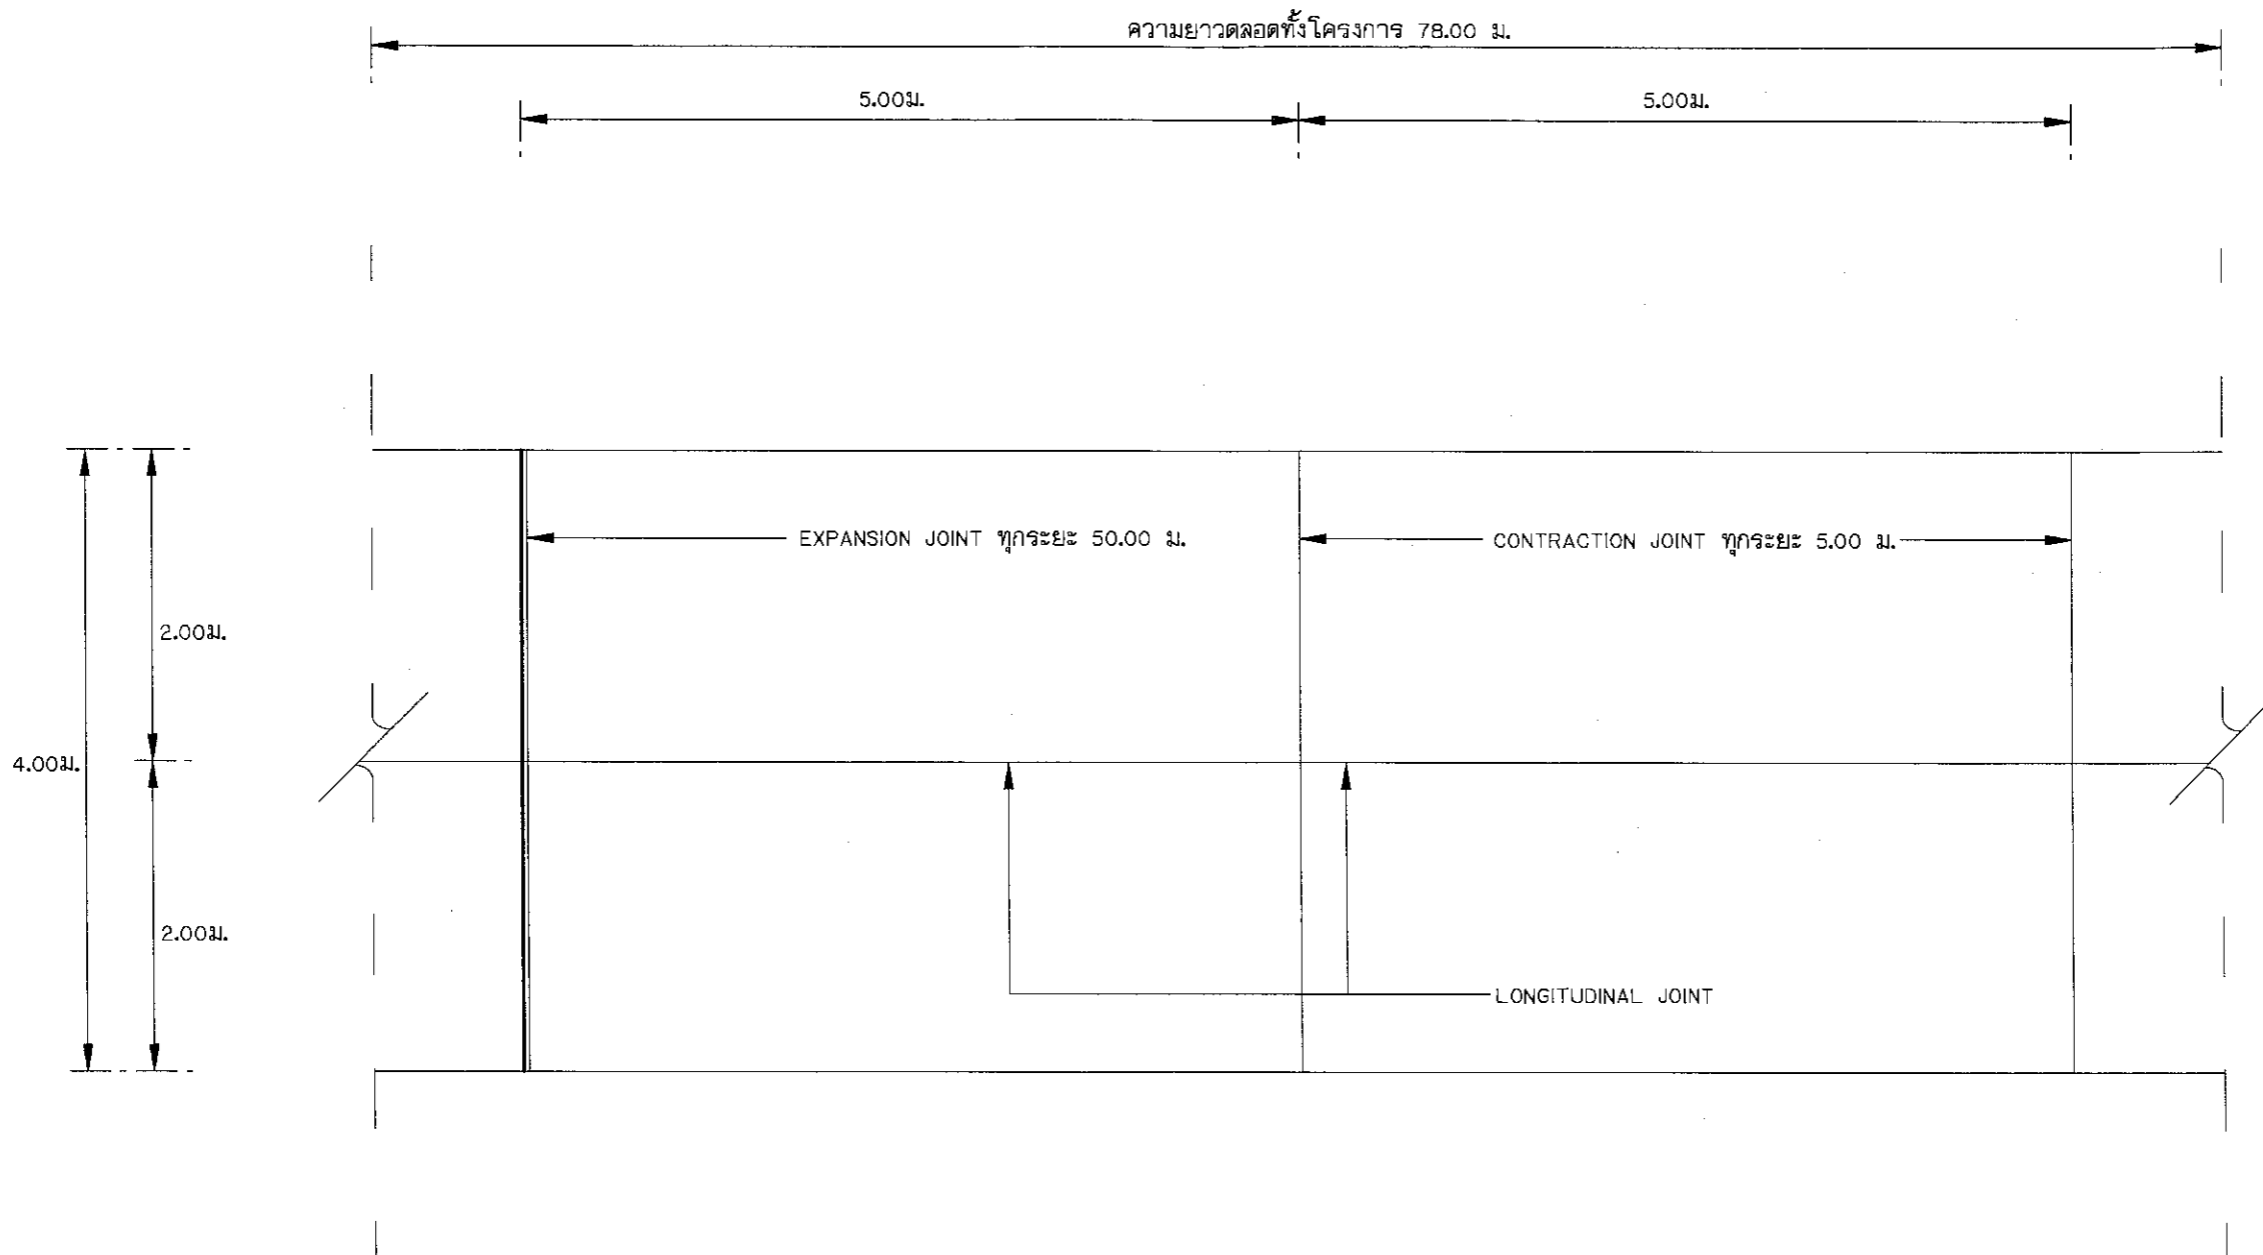 ความยาวตลอดทั้งโครงการ 78.00 ม.
5.00ม.
5.00ม.
EXPANSION JOINT ทุกระยะ 50.00 ม.
CONTRACTION JOINT ทุกระยะ 5.00 ม.
2.00ม.
4.00ม.
2.00ม.
LONGITUDINAL JOINT